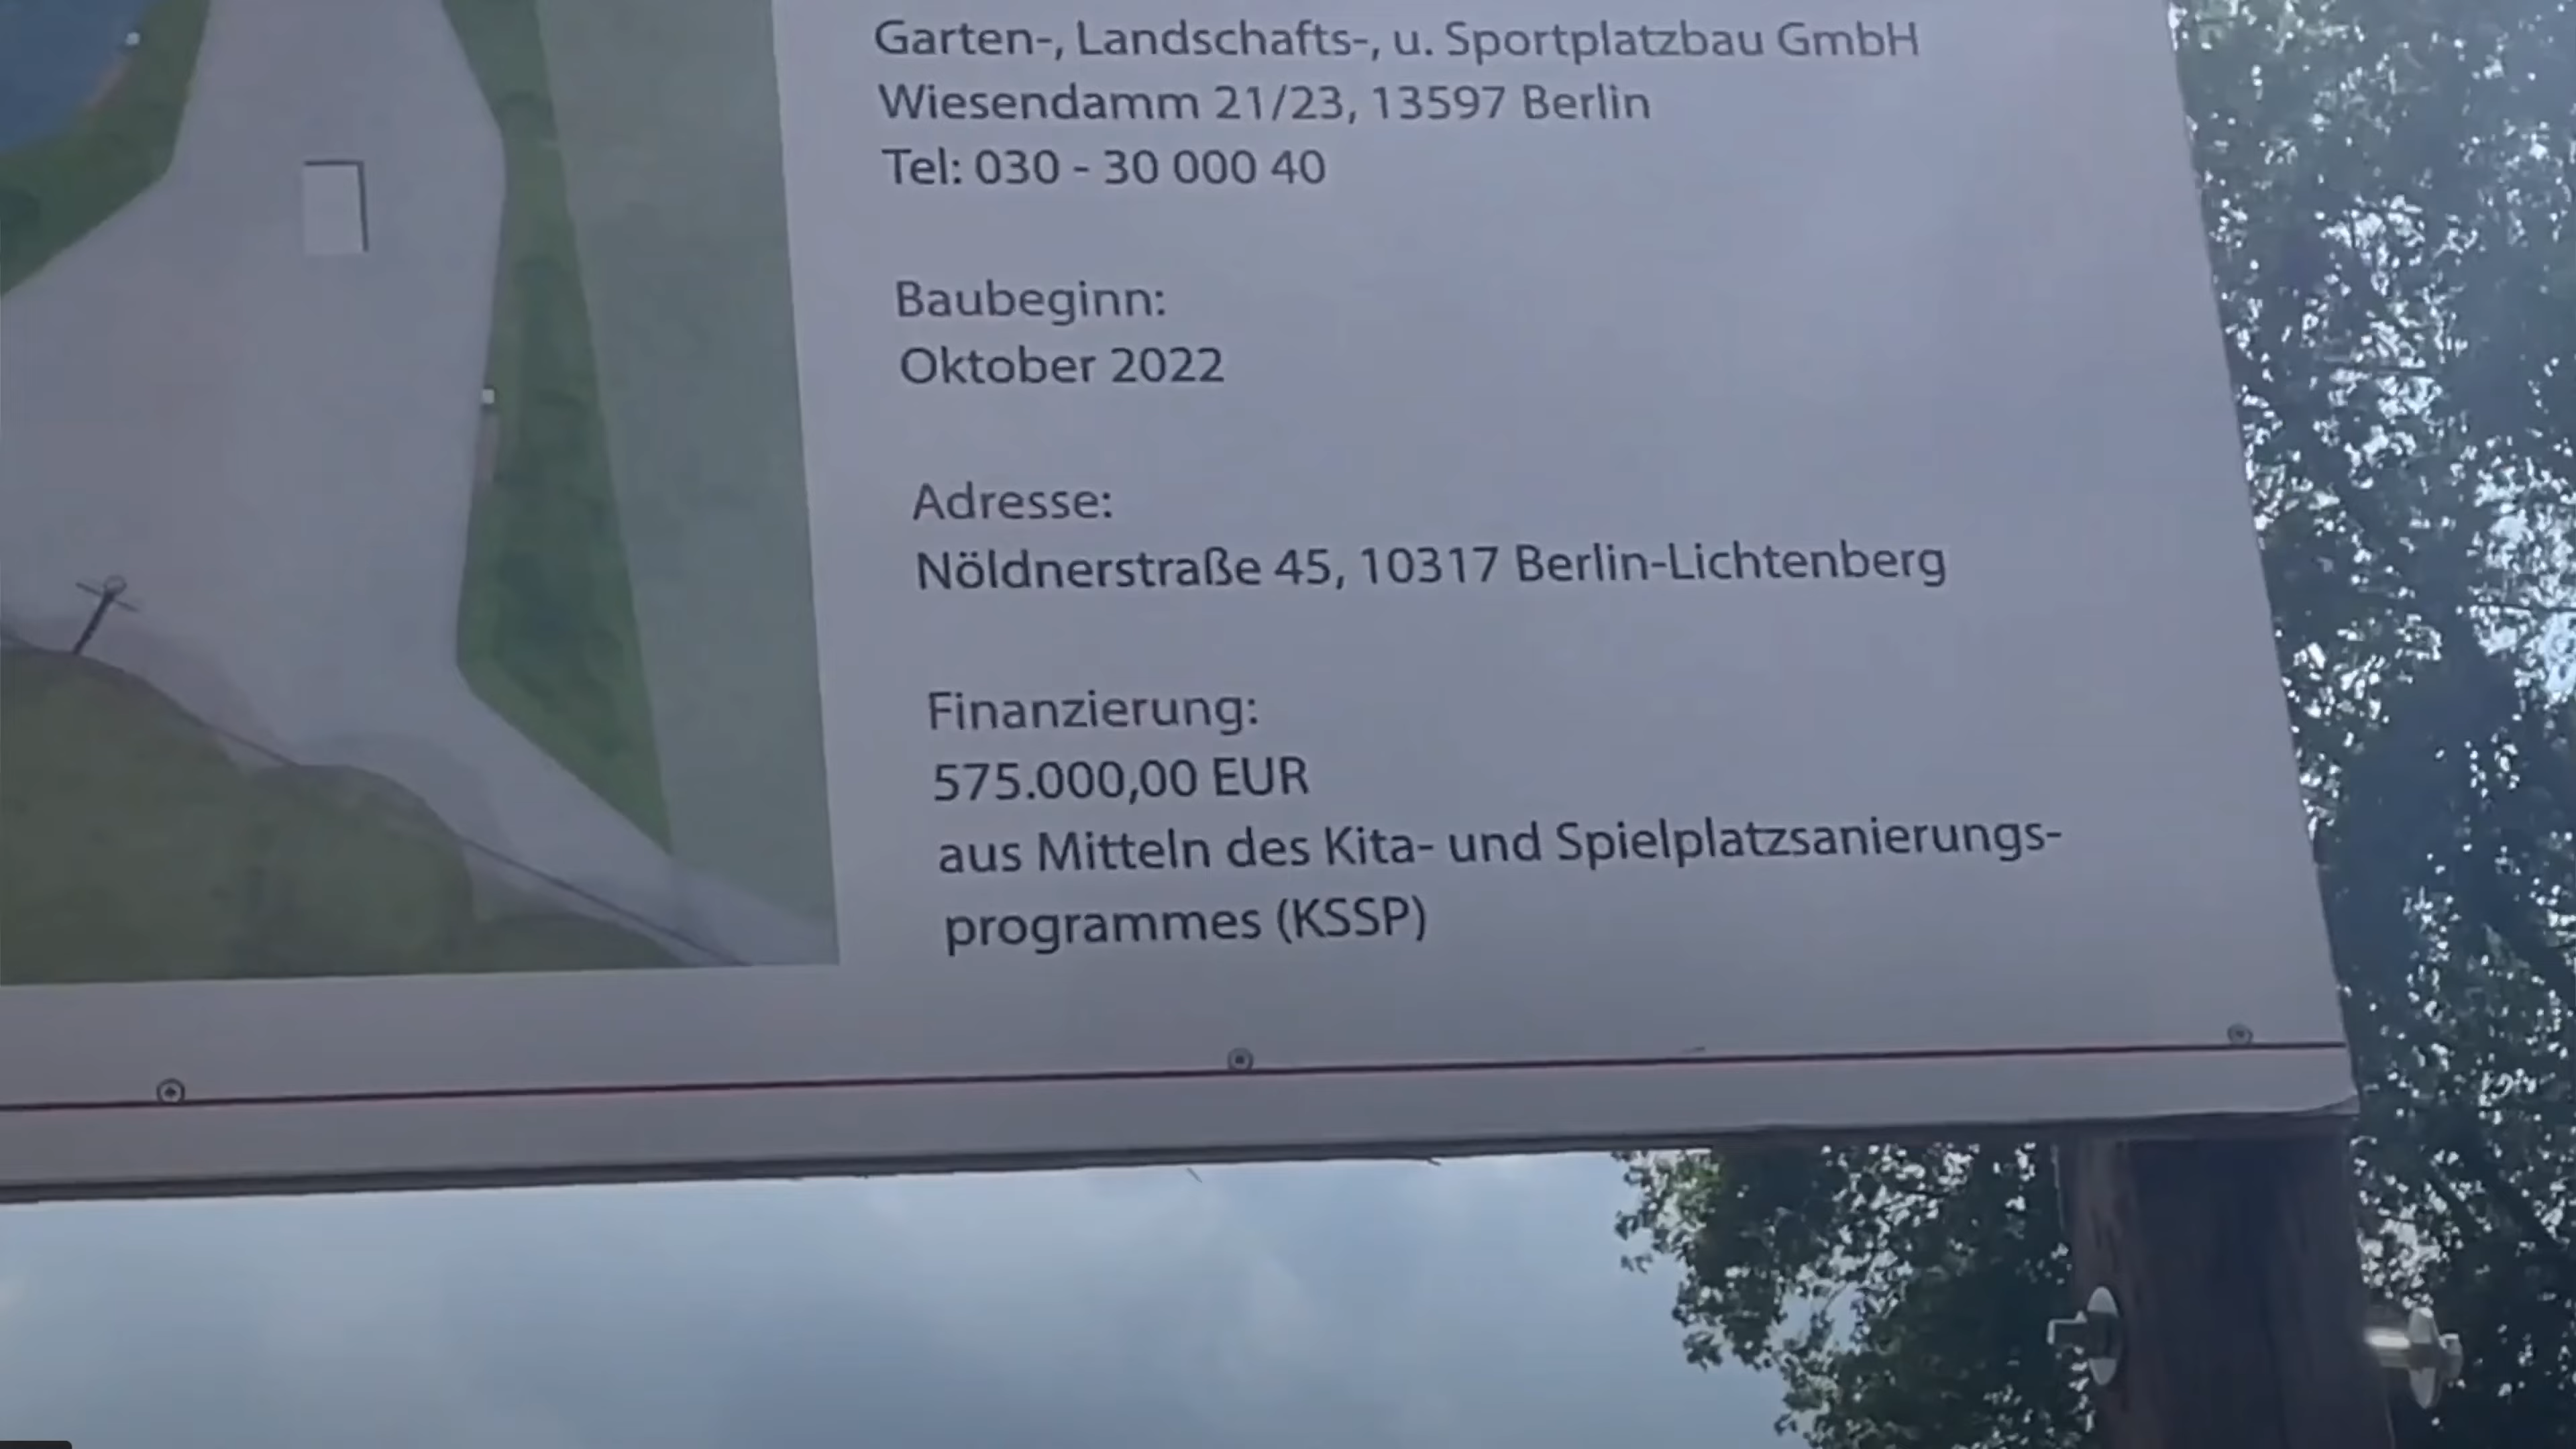 Garten-, Landschafts-, u. Sportplatzbau GmbH
Wiesendamm 21/23, 13597 Berlin
Tel: 030 - 30 000 40
Baubeginn:
Oktober 2022
Adresse:
Nöldnerstraße 45, 10317 Berlin-Lichtenberg
Finanzierung:
575.000,00 EUR
aus Mitteln des Kita- und Spielplatzsanierungs-
programmes (KSSP)